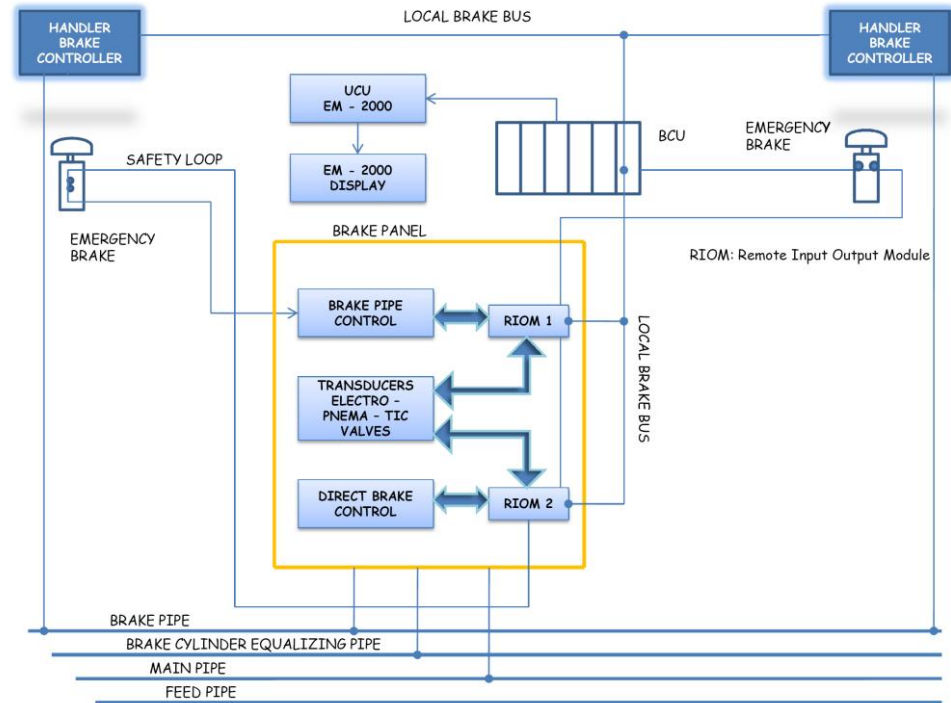 LOCAL BRAKE BUS
HANDLER
BRAKE
CONTROLLER
HANDLER
BRAKE
CONTROLLER
UCU
EM - 2000
BCU
EMERGENCY
BRAKE
SAFETY LOOP
EM - 2000
DISPLAY
EMERGENCY
BRAKE
BRAKE PANEL
RIOM: Remote Input Output Module
BRAKE PIPE
CONTROL
RIOM 1
LOCAL BRAKE BUS
TRANSDUCERS
ELECTRO -
PNEMA - TIC
VALVES
DIRECT BRAKE
CONTROL
RIOM 2
BRAKE PIPE
BRAKE CYLINDER EQUALIZING PIPE
MAIN PIPE
FEED PIPE